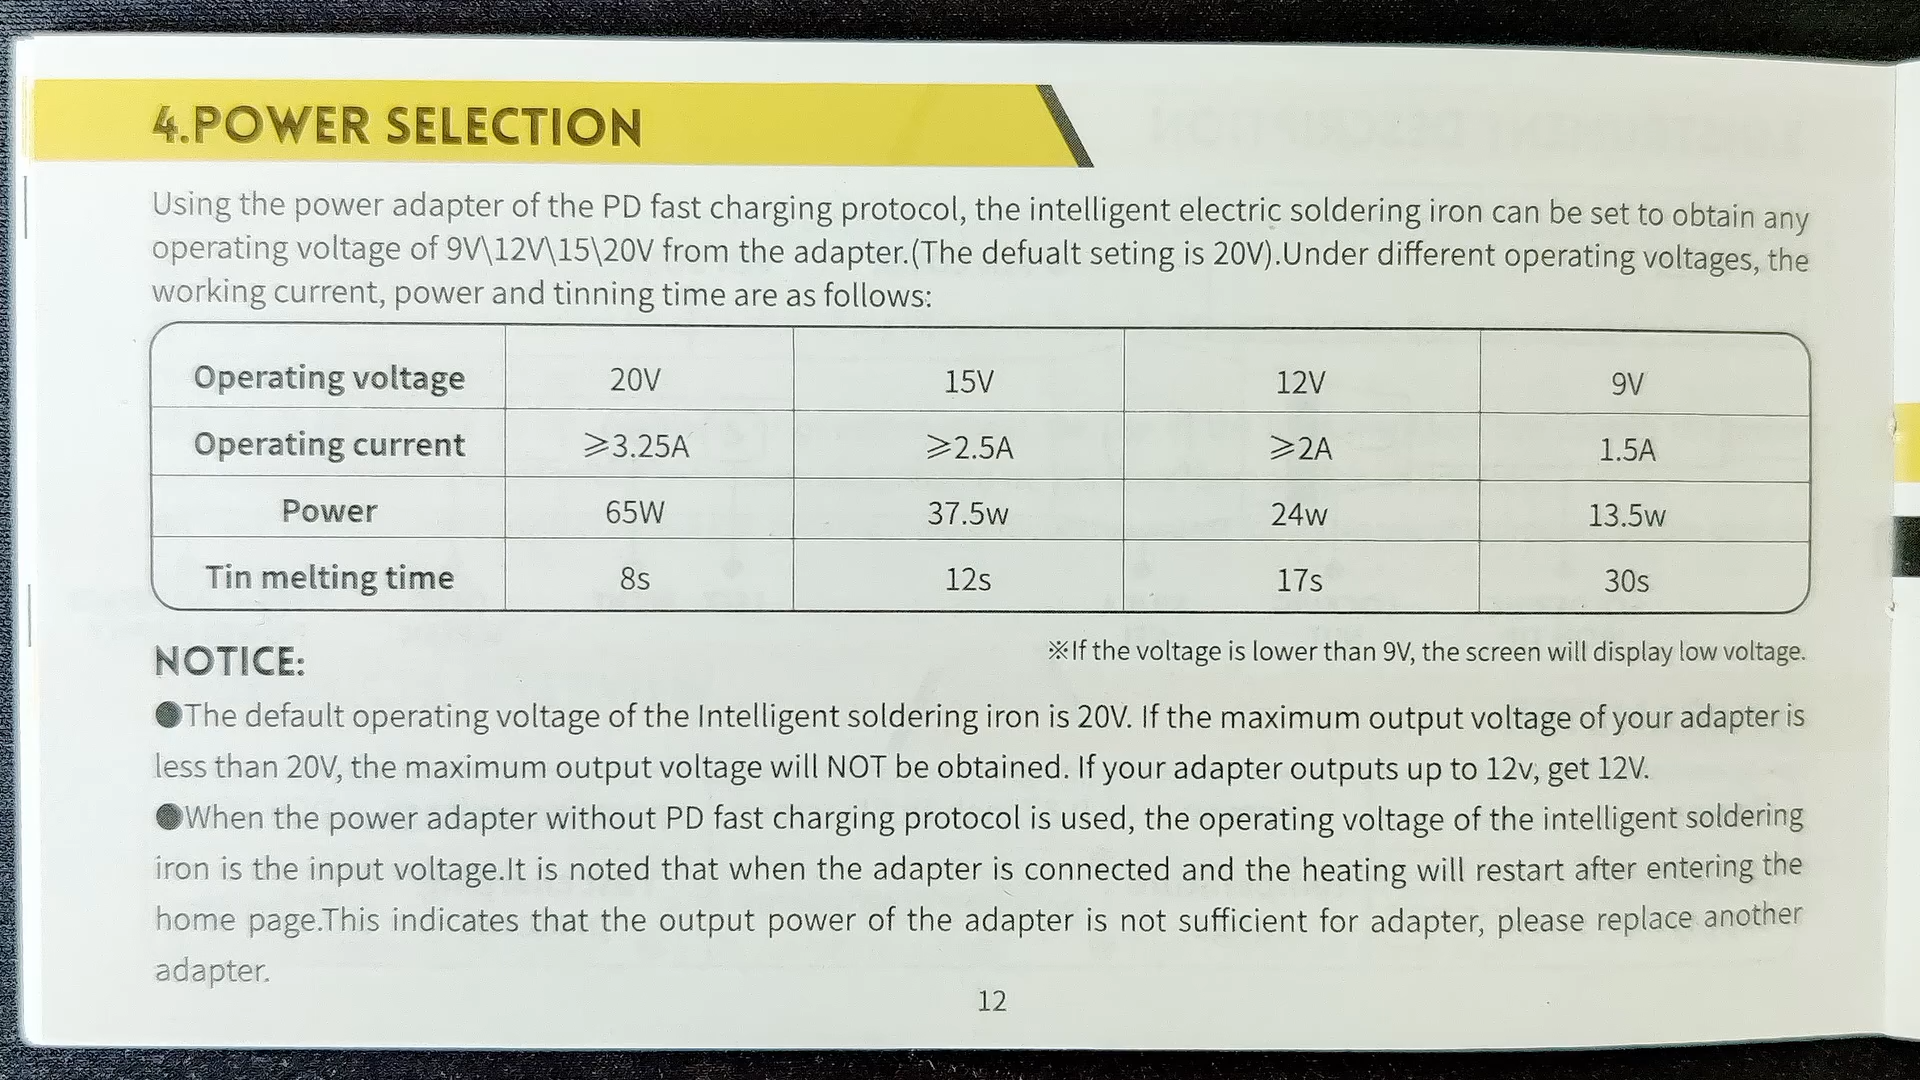 4.POWER SELECTION
Using the power adapter of the PD fast charging protocol, the intelligent electric soldering iron can be set to obtain any
operating voltage of 9V\12V\15\20V from the adapter.(The defualt seting is 20V).Under different operating voltages, the
working current, power and tinning time are as follows:
Operating voltage 20V 15V 12V 9V
Operating current ⩾3.25A ⩾2.5A ⩾2A 1.5A
Power 65W 37.5w 24w 13.5w
Tin melting time 8s 12s 17s 30s
※If the voltage is lower than 9V, the screen will display low voltage.
NOTICE:
●The default operating voltage of the Intelligent soldering iron is 20V. If the maximum output voltage of your adapter is
less than 20V, the maximum output voltage will NOT be obtained. If your adapter outputs up to 12v, get 12V.
●When the power adapter without PD fast charging protocol is used, the operating voltage of the intelligent soldering
iron is the input voltage.It is noted that when the adapter is connected and the heating will restart after entering the
home page.This indicates that the output power of the adapter is not sufficient for adapter, please replace another
adapter.
12